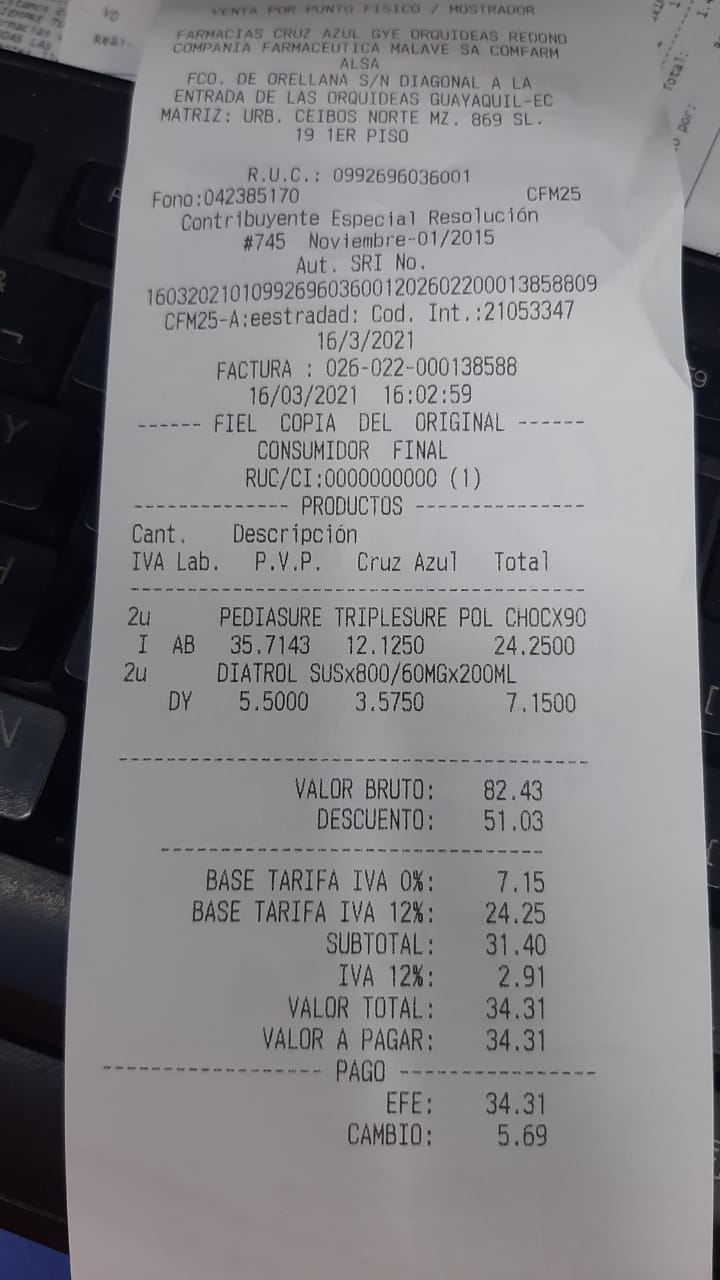 VENTA POR PUNTO FISICO / MOSTRADOR
FARMACIAS CRUZ AZUL GYE ORQUIDEAS REDOND
COMPANIA FARMACEUTICA MALAVE SA COMFARM
ALSA
FCO. DE ORELLANA S/N DIAGONAL A LA
ENTRADA DE LAS ORQUIDEAS GUAYAQUIL-EC
MATRIZ: URB. CEIBOS NORTE MZ. 869 SL.
19 1ER PISO
R.U.C.: 0992696036001
Fono:042385170 CFM25
Contribuyente Especial Resolución
#745 Noviembre-01/2015
Aut. SRI No.
16032021010992696036001202602200013858809
CFM25-A:eestradad: Cod. Int.:21053347
16/3/2021
FACTURA : 026-022-000138588
16/03/2021 16:02:59
------ FIEL COPIA DEL ORIGINAL ------
CONSUMIDOR FINAL
RUC/CI:0000000000 (1)
-------------- PRODUCTOS ---------------
Cant. Descripción
IVA Lab. P.V.P. Cruz Azul Total
2u PEDIASURE TRIPLESURE POL CHOCX90
I AB 35.7143 12.1250 24.2500
2u DIATROL SUSx800/60MGx200ML
DY 5.5000 3.5750 7.1500
VALOR BRUTO: 82.43
DESCUENTO: 51.03
BASE TARIFA IVA 0%: 7.15
BASE TARIFA IVA 12%: 24.25
SUBTOTAL: 31.40
IVA 12%: 2.91
VALOR TOTAL: 34.31
VALOR A PAGAR: 34.31
------------------ PAGO ----------------
EFE: 34.31
CAMBIO: 5.69
Total:
por:
Y
N